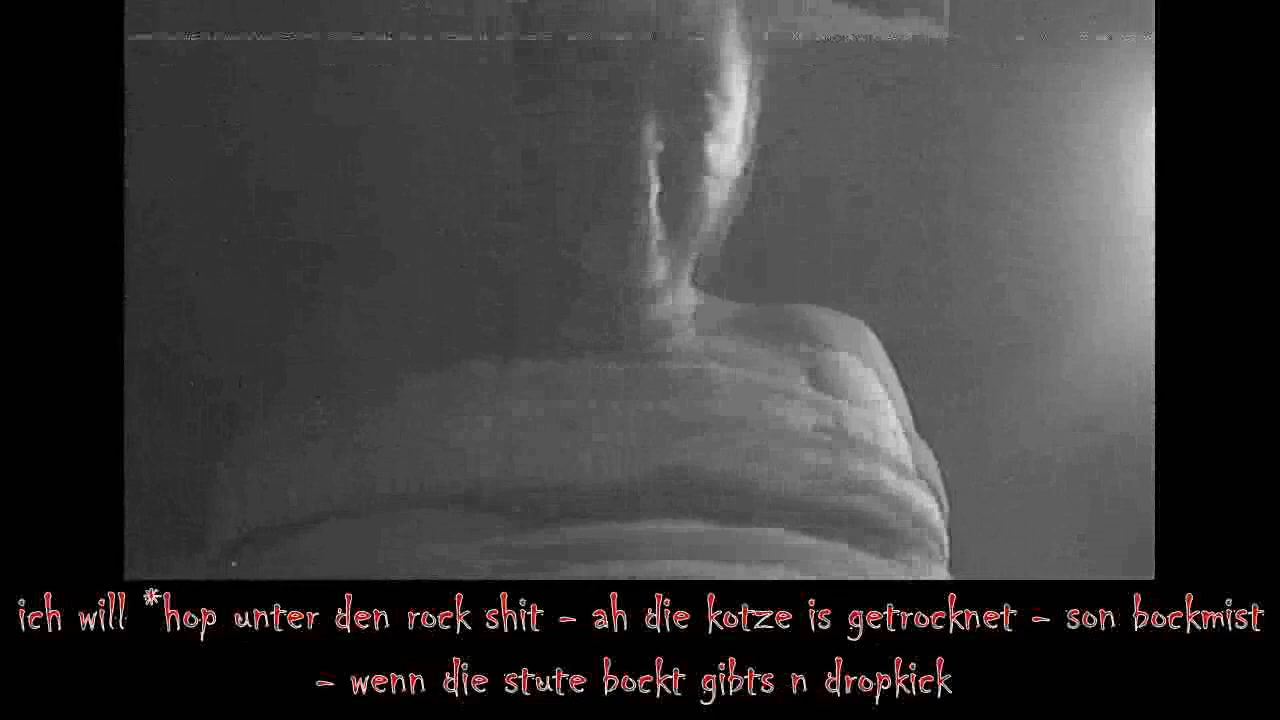 ich will *hop unter den rock shit - ah die kotze is getrocknet - son bockmist
- wenn die stute bockt gibts n dropkick